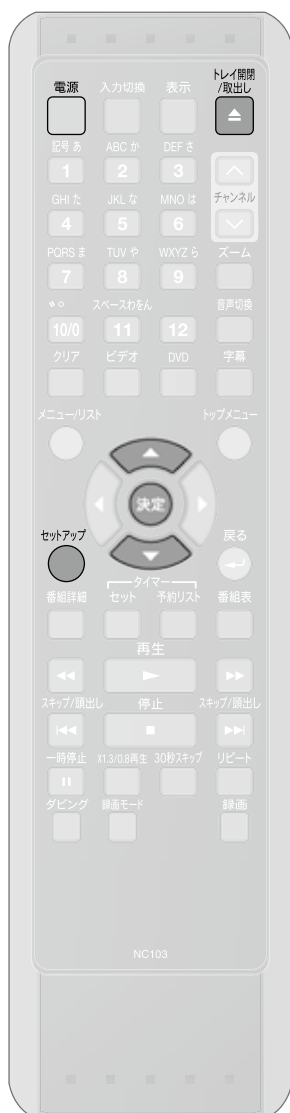 電源 入力切換 表示 トレイ開閉
/取出し
記号 あ ABC か DEF さ
1 2 3
GHI た JKL な MNO は チャンネル
4 5 6
PQRS ま TUV や WXYZ ら ズーム
7 8 9
゛゜ スペースわをん 音声切換
10/0 11 12
クリア ビデオ DVD 字幕
メニュー/リスト トップメニュー
決定
セットアップ 戻る
タイマー
番組詳細 セット 予約リスト 番組表
再生
スキップ/頭出し 停止 スキップ/頭出し
一時停止 X1.3/0.8再生 30秒スキップ リピート
ダビング 録画モード 録画
NC103